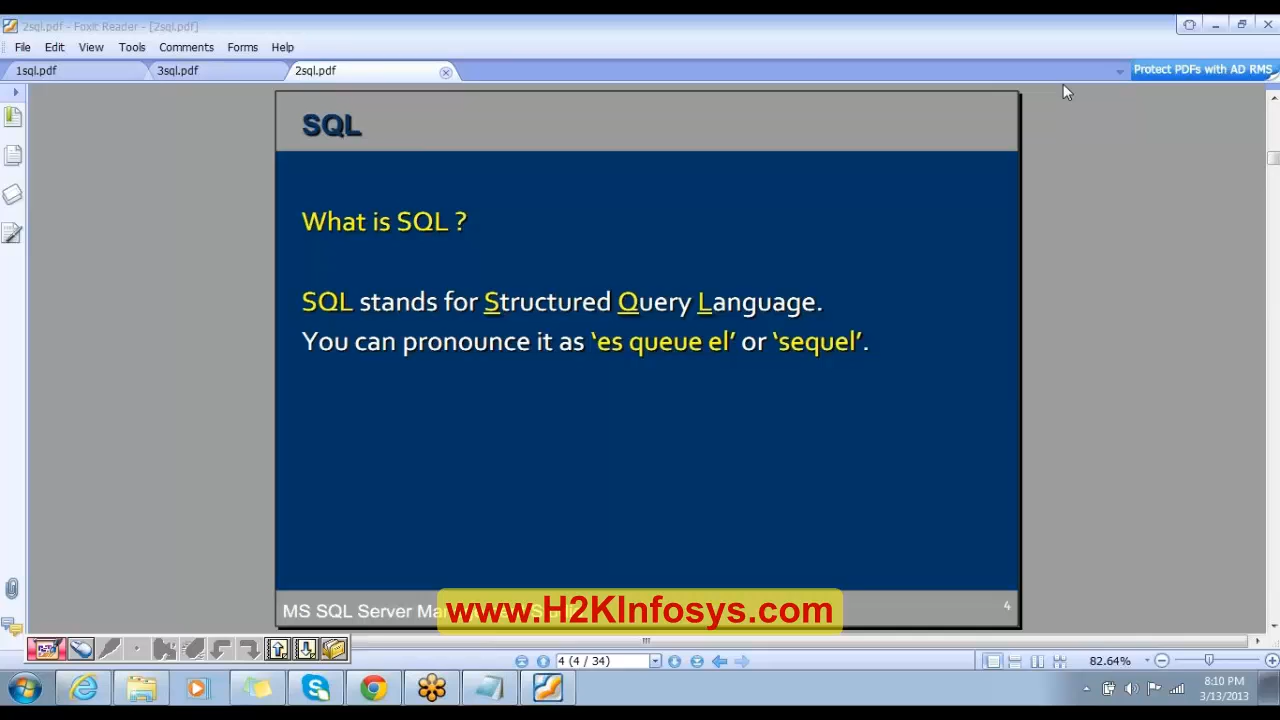 2sql.pdf - Foxit Reader - [2sql.pdf]
File Edit View Tools Comments Forms Help
1sql.pdf 3sql.pdf 2sql.pdf Protect PDFs with AD RMS
SQL
What is SQL ?
SQL stands for Structured Query Language.
You can pronounce it as ‘es queue el’ or ‘sequel’.
MS SQL Server
www.H2KInfosys.com
4
4 (4 / 34) 82.64%
8:10 PM
3/13/2013